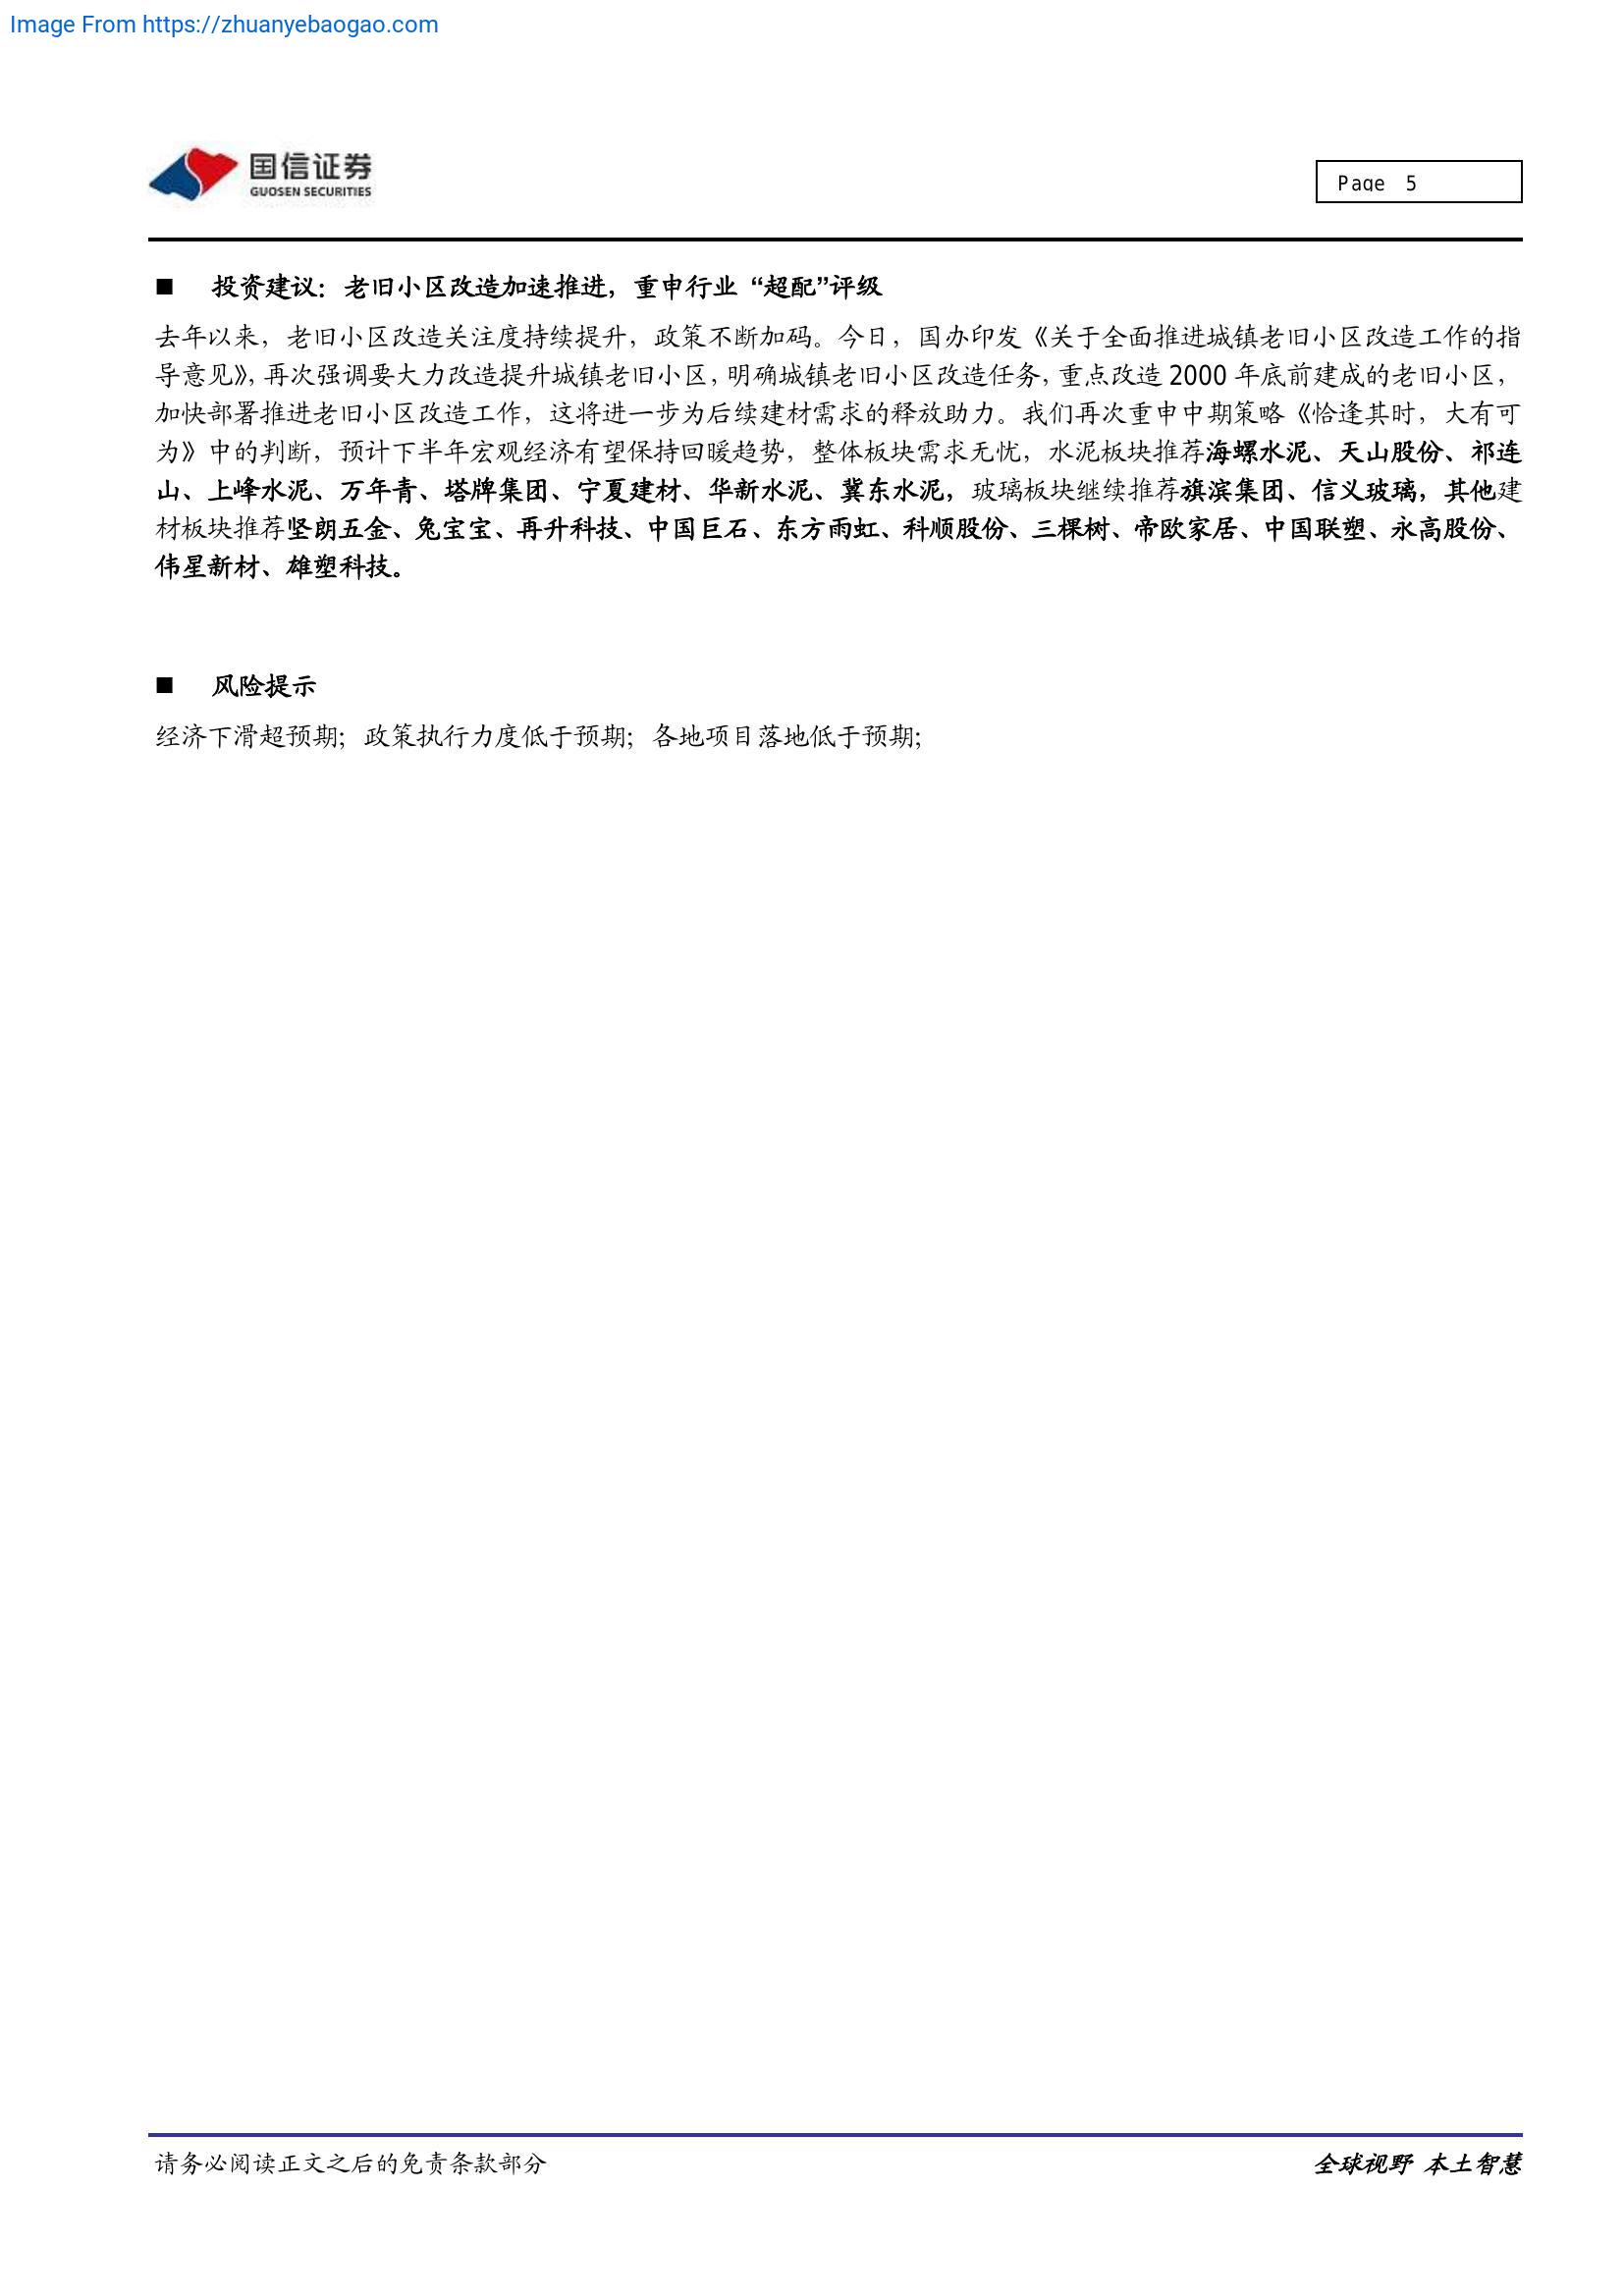 Image From https://zhuanyebaogao.com
国信证券
GUOSEN SECURITIES
Page 5
■ 投资建议：老旧小区改造加速推进，重申行业“超配”评级
去年以来，老旧小区改造关注度持续提升，政策不断加码。今日，国办印发《关于全面推进城镇老旧小区改造工作的指
导意见》，再次强调要大力改造提升城镇老旧小区，明确城镇老旧小区改造任务，重点改造 2000 年底前建成的老旧小区，
加快部署推进老旧小区改造工作，这将进一步为后续建材需求的释放助力。我们再次重申中期策略《恰逢其时，大有可
为》中的判断，预计下半年宏观经济有望保持回暖趋势，整体板块需求无忧，水泥板块推荐海螺水泥、天山股份、祁连
山、上峰水泥、万年青、塔牌集团、宁夏建材、华新水泥、冀东水泥，玻璃板块继续推荐旗滨集团、信义玻璃，其他建
材板块推荐坚朗五金、兔宝宝、再升科技、中国巨石、东方雨虹、科顺股份、三棵树、帝欧家居、中国联塑、永高股份、
伟星新材、雄塑科技。
■ 风险提示
经济下滑超预期；政策执行力度低于预期；各地项目落地低于预期；
请务必阅读正文之后的免责条款部分
全球视野 本土智慧